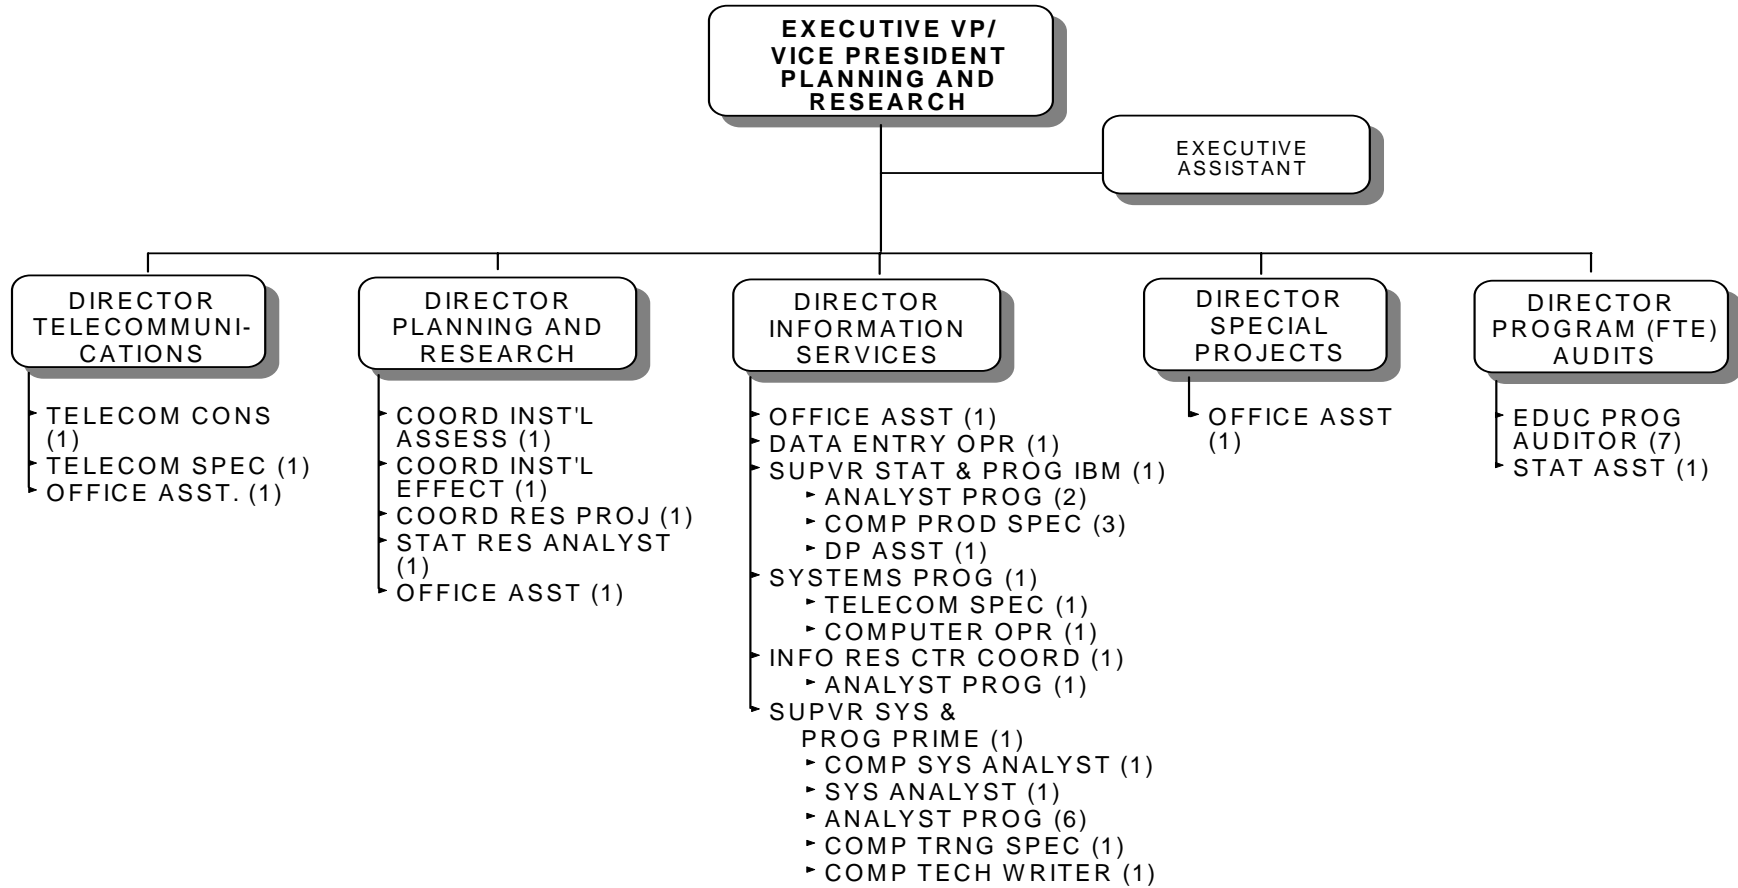 EXECUTIVE VP/
VICE PRESIDENT
PLANNING AND
RESEARCH
EXECUTIVE
ASSISTANT
DIRECTOR
TELECOMMUNI-
CATIONS
TELECOM CONS
(1)
TELECOM SPEC (1)
OFFICE ASST. (1)
DIRECTOR
PLANNING AND
RESEARCH
COORD INST'L
ASSESS (1)
COORD INST'L
EFFECT (1)
COORD RES PROJ (1)
STAT RES ANALYST
(1)
OFFICE ASST (1)
DIRECTOR
INFORMATION
SERVICES
OFFICE ASST (1)
DATA ENTRY OPR (1)
SUPVR STAT & PROG IBM (1)
ANALYST PROG (2)
COMP PROD SPEC (3)
DP ASST (1)
SYSTEMS PROG (1)
TELECOM SPEC (1)
COMPUTER OPR (1)
INFO RES CTR COORD (1)
ANALYST PROG (1)
SUPVR SYS &
PROG PRIME (1)
COMP SYS ANALYST (1)
SYS ANALYST (1)
ANALYST PROG (6)
COMP TRNG SPEC (1)
COMP TECH WRITER (1)
DIRECTOR
SPECIAL
PROJECTS
OFFICE ASST
(1)
DIRECTOR
PROGRAM (FTE)
AUDITS
EDUC PROG
AUDITOR (7)
STAT ASST (1)